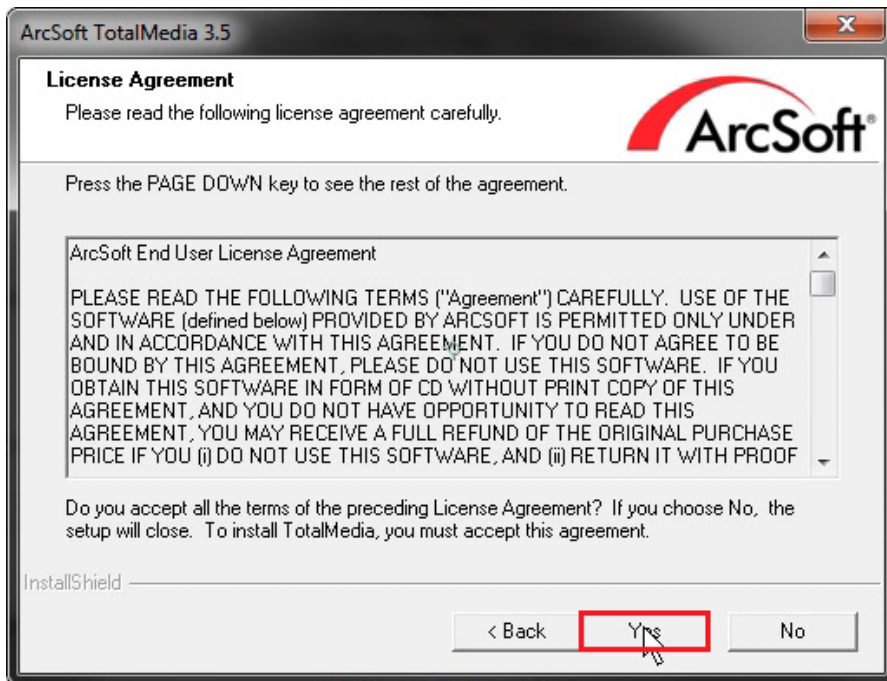 ArcSoft TotalMedia 3.5
License Agreement
Please read the following license agreement carefully.
ArcSoft®
Press the PAGE DOWN key to see the rest of the agreement.
ArcSoft End User License Agreement
PLEASE READ THE FOLLOWING TERMS ("Agreement") CAREFULLY. USE OF THE
SOFTWARE (defined below) PROVIDED BY ARCSOFT IS PERMITTED ONLY UNDER
AND IN ACCORDANCE WITH THIS AGREEMENT. IF YOU DO NOT AGREE TO BE
BOUND BY THIS AGREEMENT, PLEASE DO NOT USE THIS SOFTWARE. IF YOU
OBTAIN THIS SOFTWARE IN FORM OF CD WITHOUT PRINT COPY OF THIS
AGREEMENT, AND YOU DO NOT HAVE OPPORTUNITY TO READ THIS
AGREEMENT, YOU MAY RECEIVE A FULL REFUND OF THE ORIGINAL PURCHASE
PRICE IF YOU (i) DO NOT USE THIS SOFTWARE, AND (ii) RETURN IT WITH PROOF
Do you accept all the terms of the preceding License Agreement? If you choose No, the
setup will close. To install TotalMedia, you must accept this agreement.
InstallShield
< Back Yes No